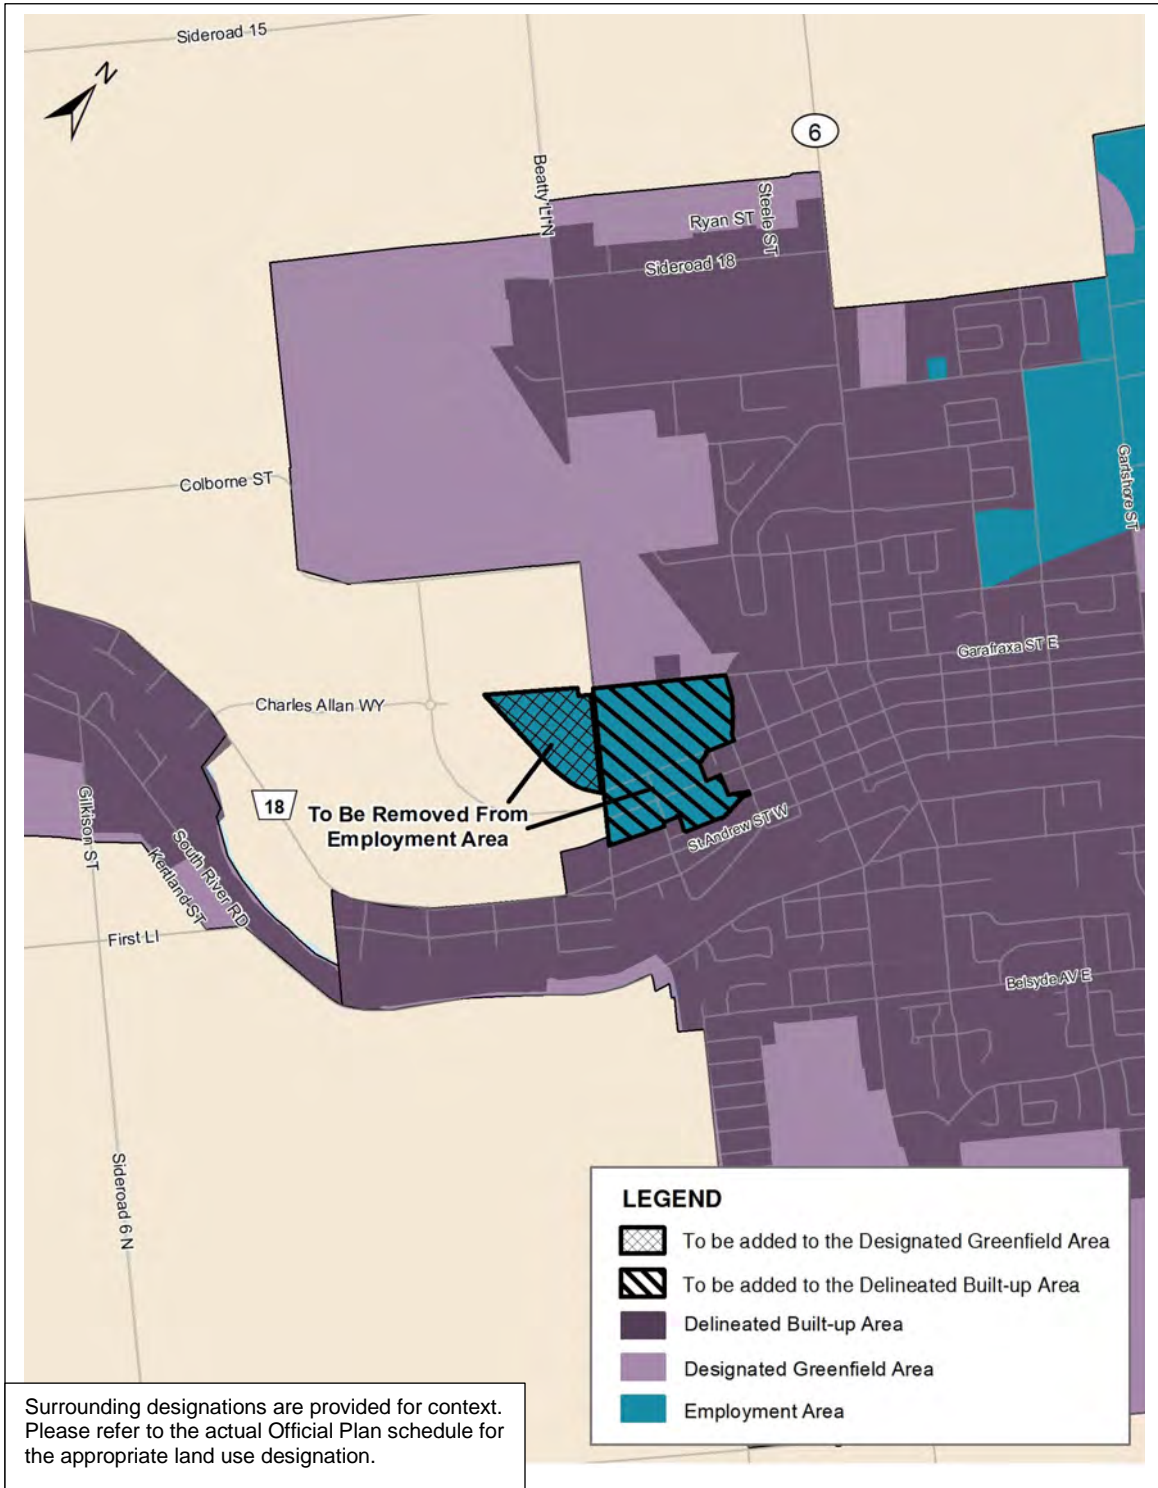 Sideroad 15
N
6
Beatty LI N
Steele ST
Ryan ST
Sideroad 18
Colborne ST
Gartshore ST
Garafraxa ST E
Charles Allan WY
18
To Be Removed From
Employment Area
St Andrew ST W
Gilkison ST
South River RD
Kertland ST
First LI
Belsyde AV E
Sideroad 6 N
LEGEND
To be added to the Designated Greenfield Area
To be added to the Delineated Built-up Area
Delineated Built-up Area
Designated Greenfield Area
Employment Area
Surrounding designations are provided for context.
Please refer to the actual Official Plan schedule for
the appropriate land use designation.